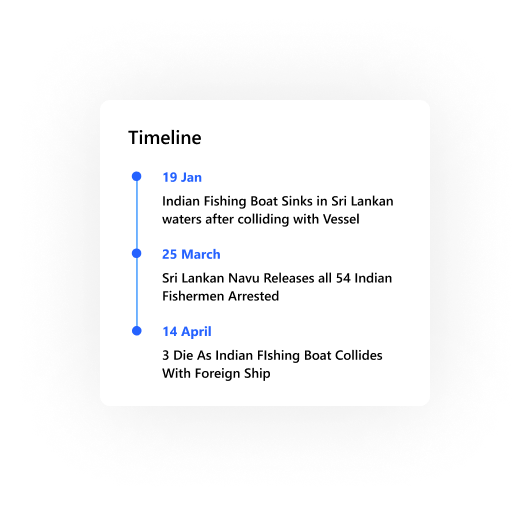 Timeline
19 Jan
Indian Fishing Boat Sinks in Sri Lankan
waters after colliding with Vessel
25 March
Sri Lankan Navu Releases all 54 Indian
Fishermen Arrested
14 April
3 Die As Indian FIshing Boat Collides
With Foreign Ship